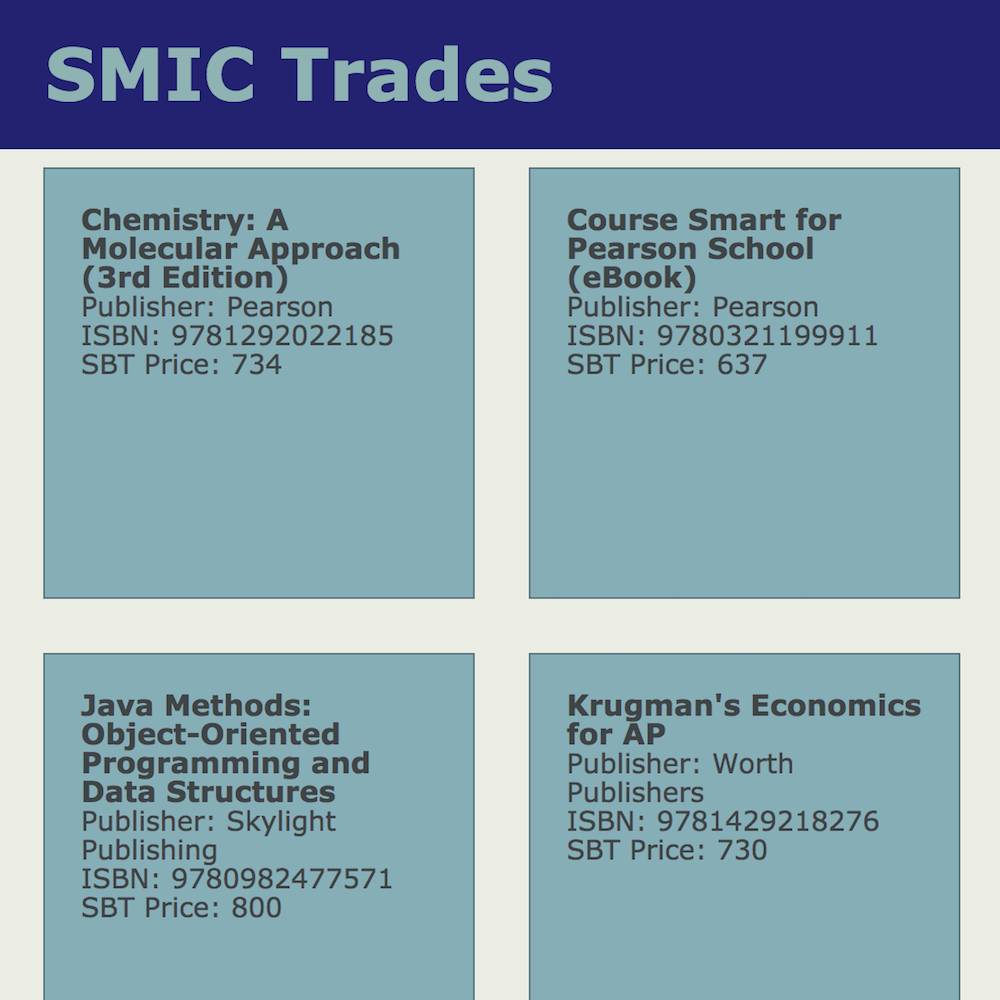 SMIC Trades
Chemistry: A
Molecular Approach
(3rd Edition)
Publisher: Pearson
ISBN: 9781292022185
SBT Price: 734
Course Smart for
Pearson School
(eBook)
Publisher: Pearson
ISBN: 9780321199911
SBT Price: 637
Java Methods:
Object-Oriented
Programming and
Data Structures
Publisher: Skylight
Publishing
ISBN: 9780982477571
SBT Price: 800
Krugman's Economics
for AP
Publisher: Worth
Publishers
ISBN: 9781429218276
SBT Price: 730